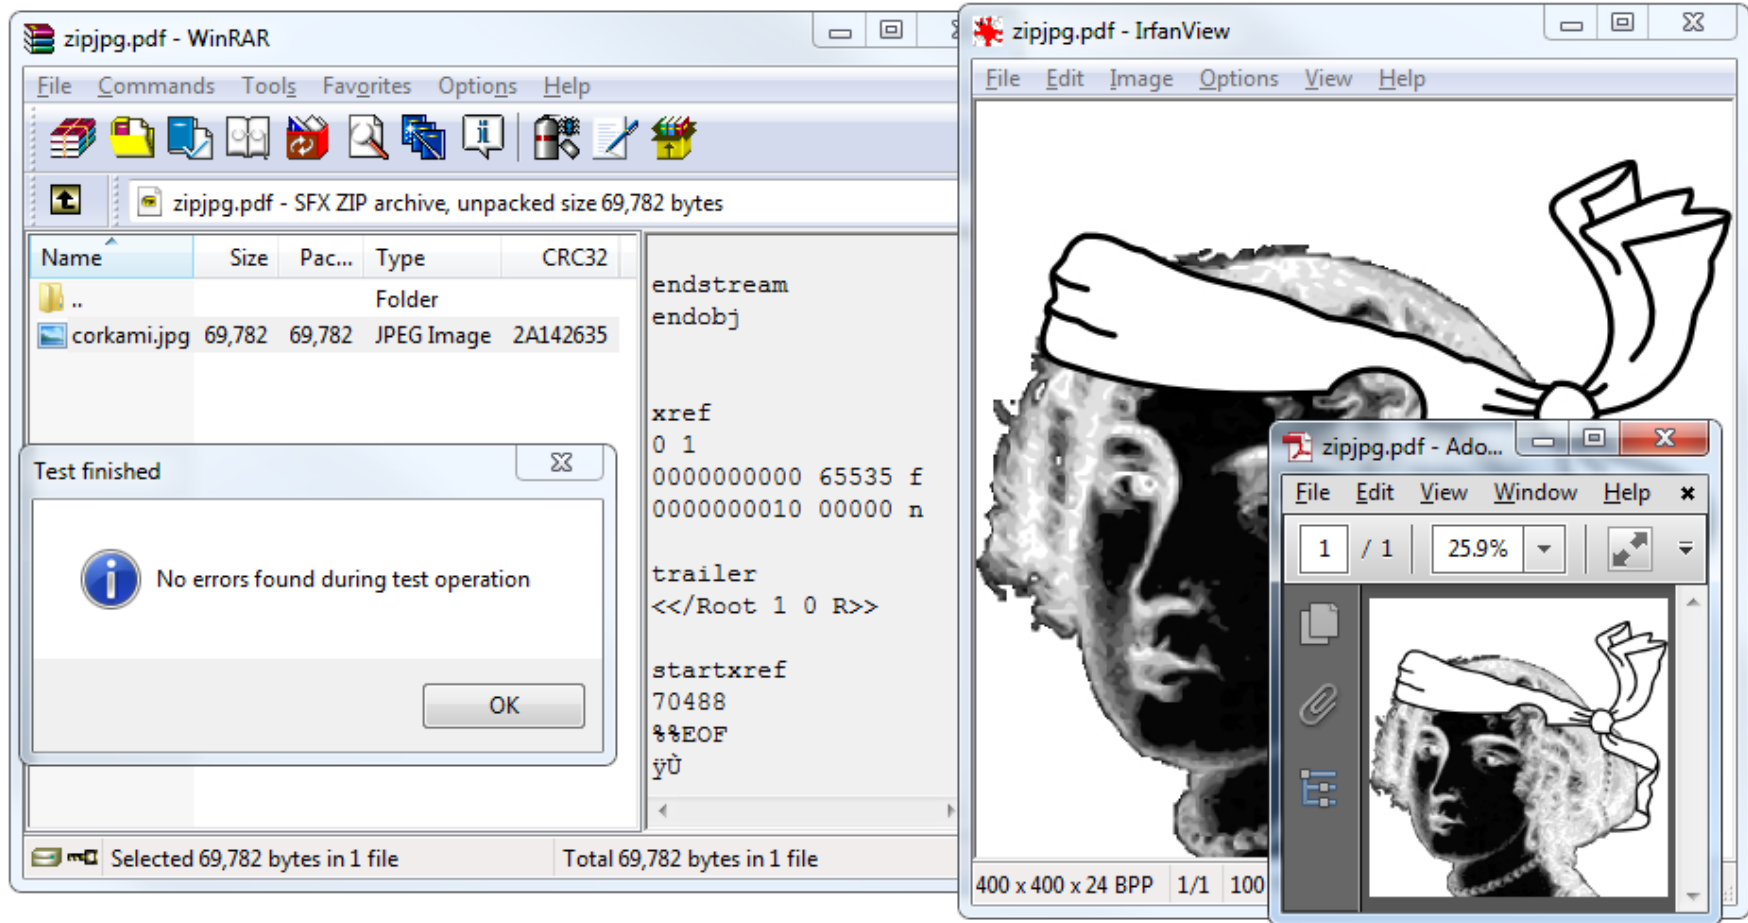 zipjpg.pdf - WinRAR
File Commands Tools Favorites Options Help
zipjpg.pdf - SFX ZIP archive, unpacked size 69,782 bytes
Name Size Pac... Type CRC32
.. Folder
corkami.jpg 69,782 69,782 JPEG Image 2A142635
endstream
endobj
xref
0 1
0000000000 65535 f
0000000010 00000 n
trailer
<</Root 1 0 R>>
startxref
70488
%%EOF
ÿÙ
Test finished
No errors found during test operation
OK
Selected 69,782 bytes in 1 file
Total 69,782 bytes in 1 file
zipjpg.pdf - IrfanView
File Edit Image Options View Help
400 x 400 x 24 BPP 1/1 100
zipjpg.pdf - Ado...
File Edit View Window Help
1 / 1 25.9%